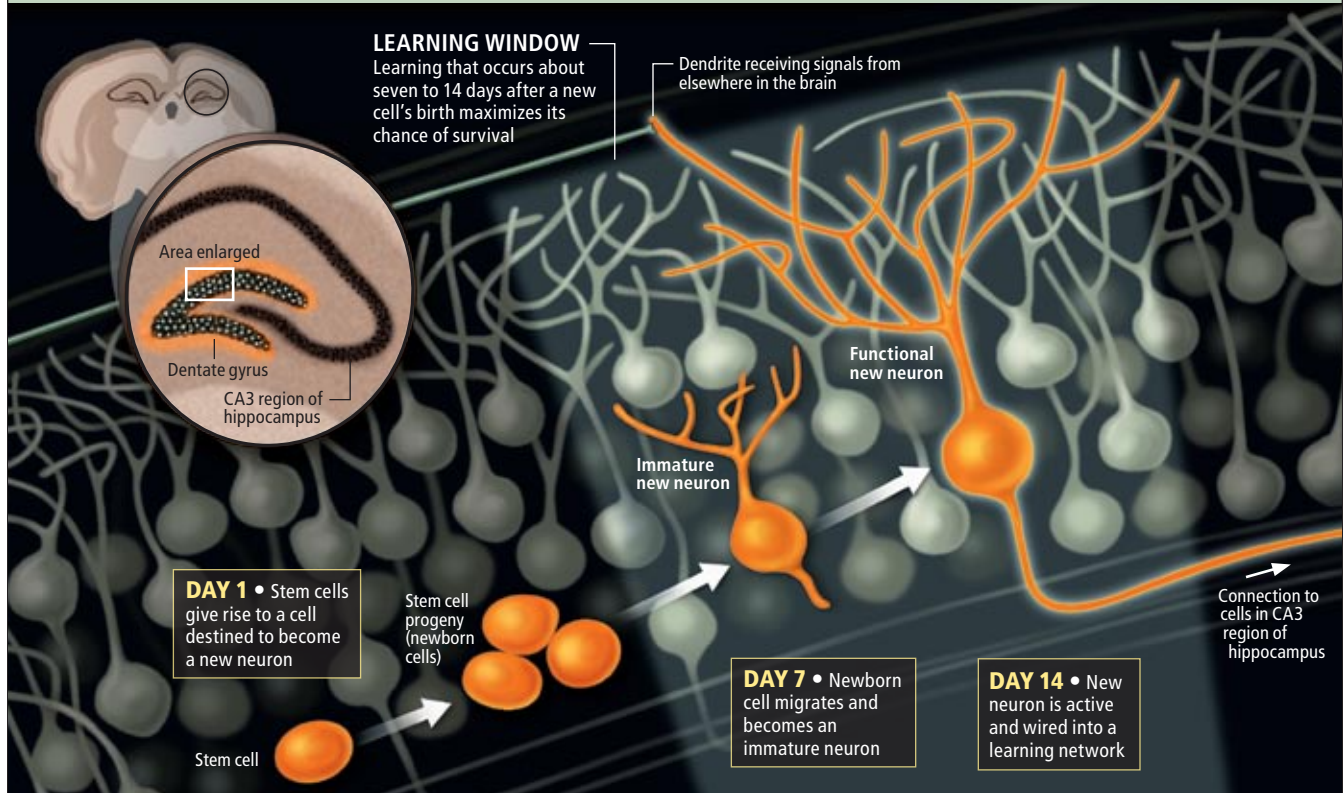 LEARNING WINDOW
Learning that occurs about
seven to 14 days after a new
cell's birth maximizes its
chance of survival
Dendrite receiving signals from
elsewhere in the brain
Area enlarged
Dentate gyrus
CA3 region of
hippocampus
Functional
new neuron
Immature
new neuron
DAY 1 • Stem cells
give rise to a cell
destined to become
a new neuron
Stem cell
progeny
(newborn
cells)
Stem cell
DAY 7 • Newborn
cell migrates and
becomes an
immature neuron
DAY 14 • New
neuron is active
and wired into a
learning network
Connection to
cells in CA3
region of
hippocampus